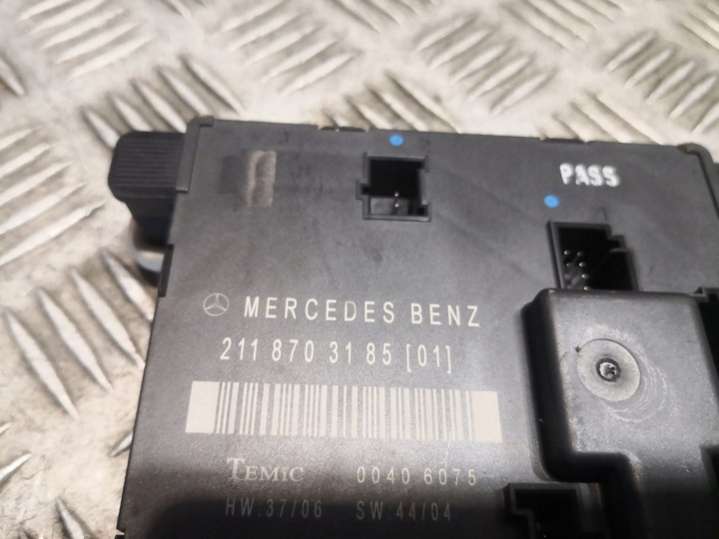 PASS
MERCEDES BENZ
211 870 31 85 [01]
TEMIC 0040 6075
HW.37/06 SW.44/04